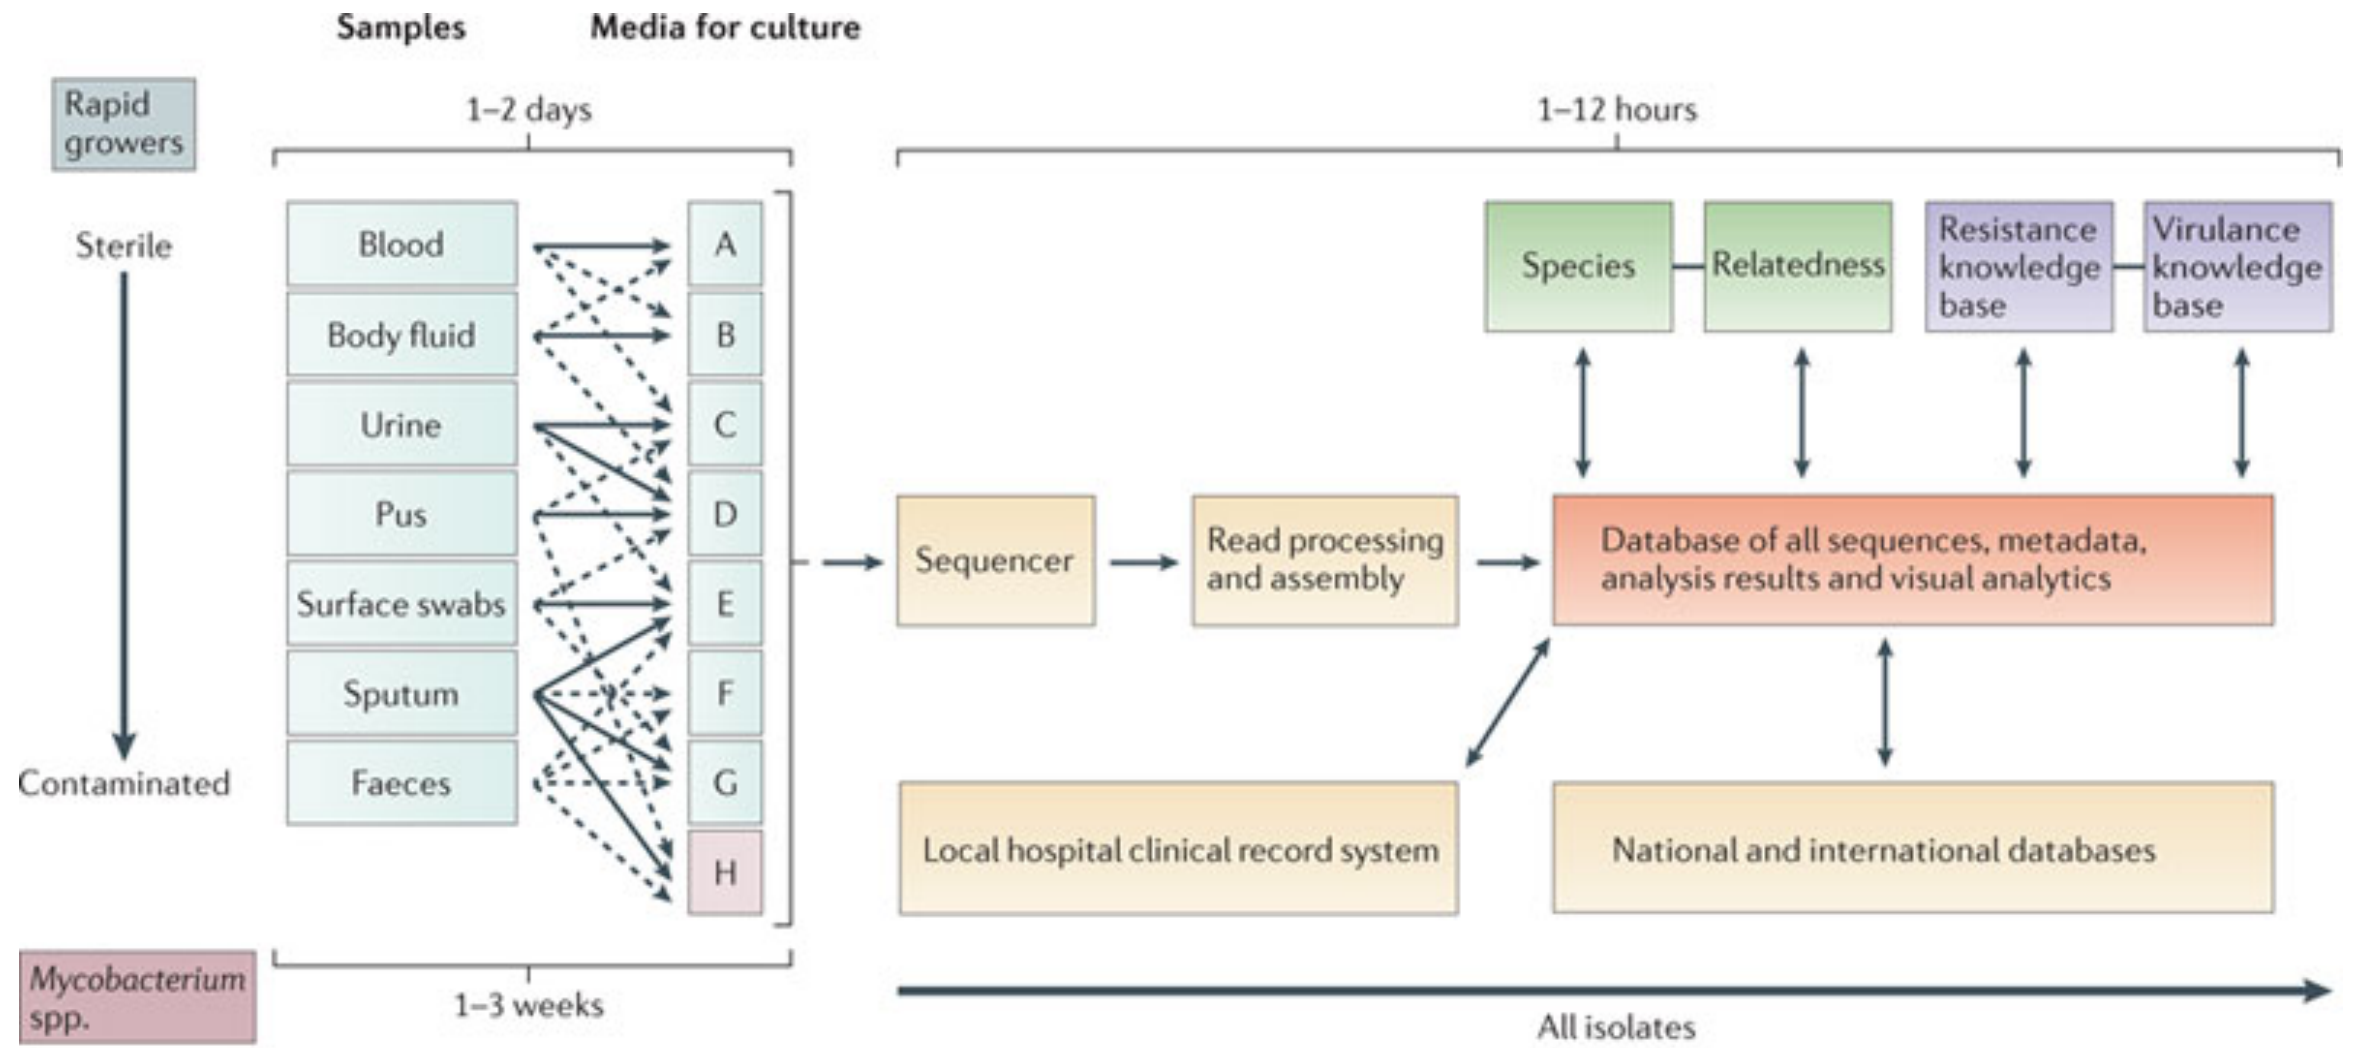 Samples
Media for culture
Rapid
growers
1–2 days
1–12 hours
Sterile
Contaminated
Blood
Body fluid
Urine
Pus
Surface swabs
Sputum
Faeces
A
B
C
D
E
F
G
H
Species
Relatedness
Resistance
knowledge
base
Virulance
knowledge
base
Sequencer
Read processing
and assembly
Database of all sequences, metadata,
analysis results and visual analytics
Local hospital clinical record system
National and international databases
Mycobacterium
spp.
1–3 weeks
All isolates